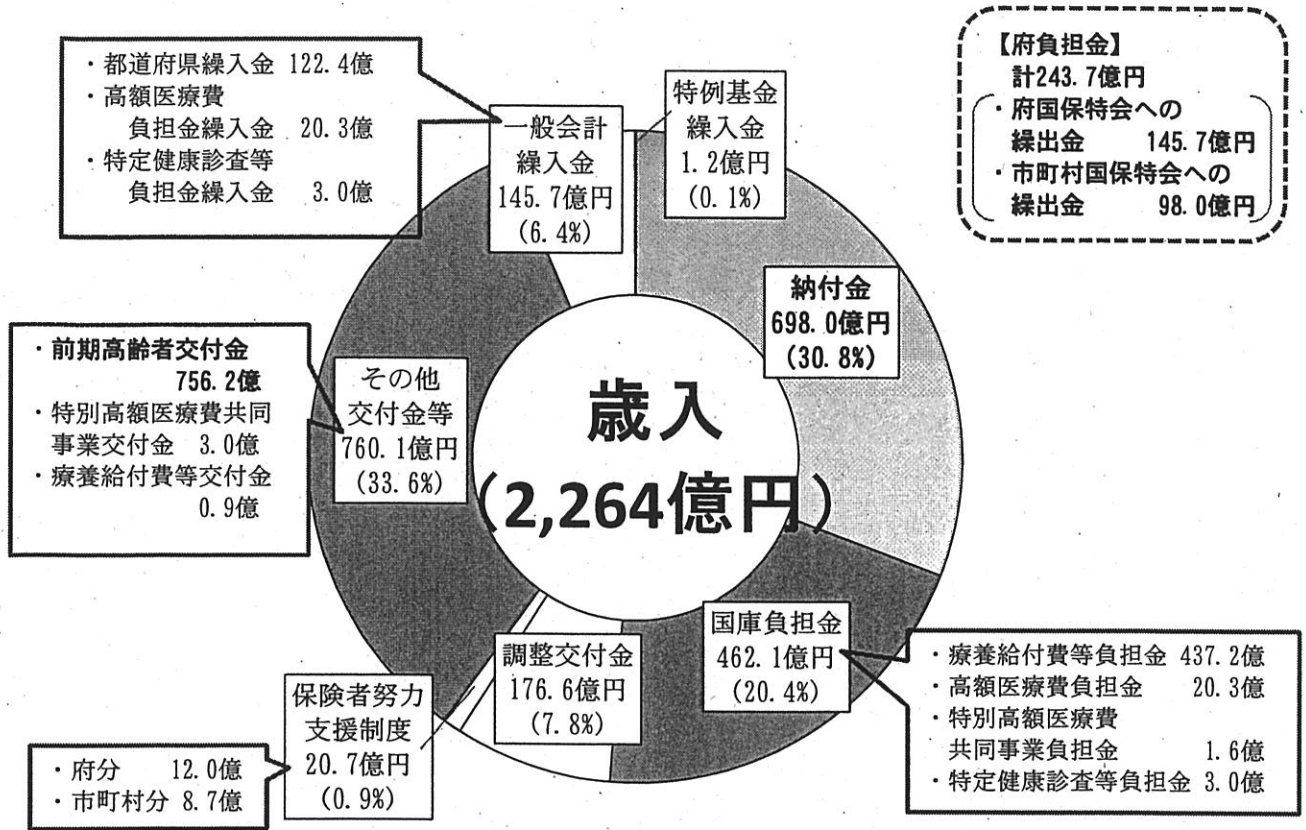 ・都道府県繰入金 122.4億
・高額医療費
負担金繰入金 20.3億
・特定健康診査等
負担金繰入金 3.0億
一般会計
繰入金
145.7億円
(6.4%)
特例基金
繰入金
1.2億円
(0.1%)
【府負担金】
計243.7億円
・府国保特会への
繰出金 145.7億円
・市町村国保特会への
繰出金 98.0億円
納付金
698.0億円
(30.8%)
・前期高齢者交付金
756.2億
・特別高額医療費共同
事業交付金 3.0億
・療養給付費等交付金
0.9億
その他
交付金等
760.1億円
(33.6%)
歳入
(2,264億円)
国庫負担金
462.1億円
(20.4%)
・療養給付費等負担金 437.2億
・高額医療費負担金 20.3億
・特別高額医療費
共同事業負担金 1.6億
・特定健康診査等負担金 3.0億
調整交付金
176.6億円
(7.8%)
保険者努力
支援制度
20.7億円
(0.9%)
・府分 12.0億
・市町村分 8.7億